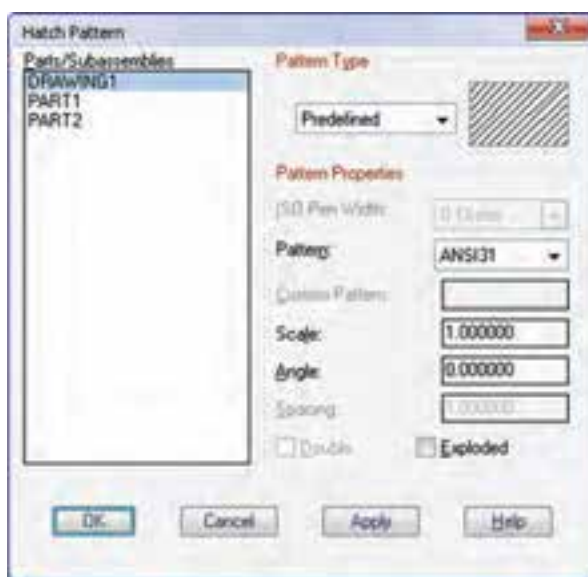 Hatch Pattern
Parts/Subassemblies
DRAWING1
PART1
PART2
Pattern Type
Predefined
Pattern Properties
ISO Pen Width:
Pattern:
ANSI31
Custom Pattern:
Scale:
1.000000
Angle:
0.000000
Spacing:
1.000000
Double
Exploded
OK
Cancel
Apply
Help